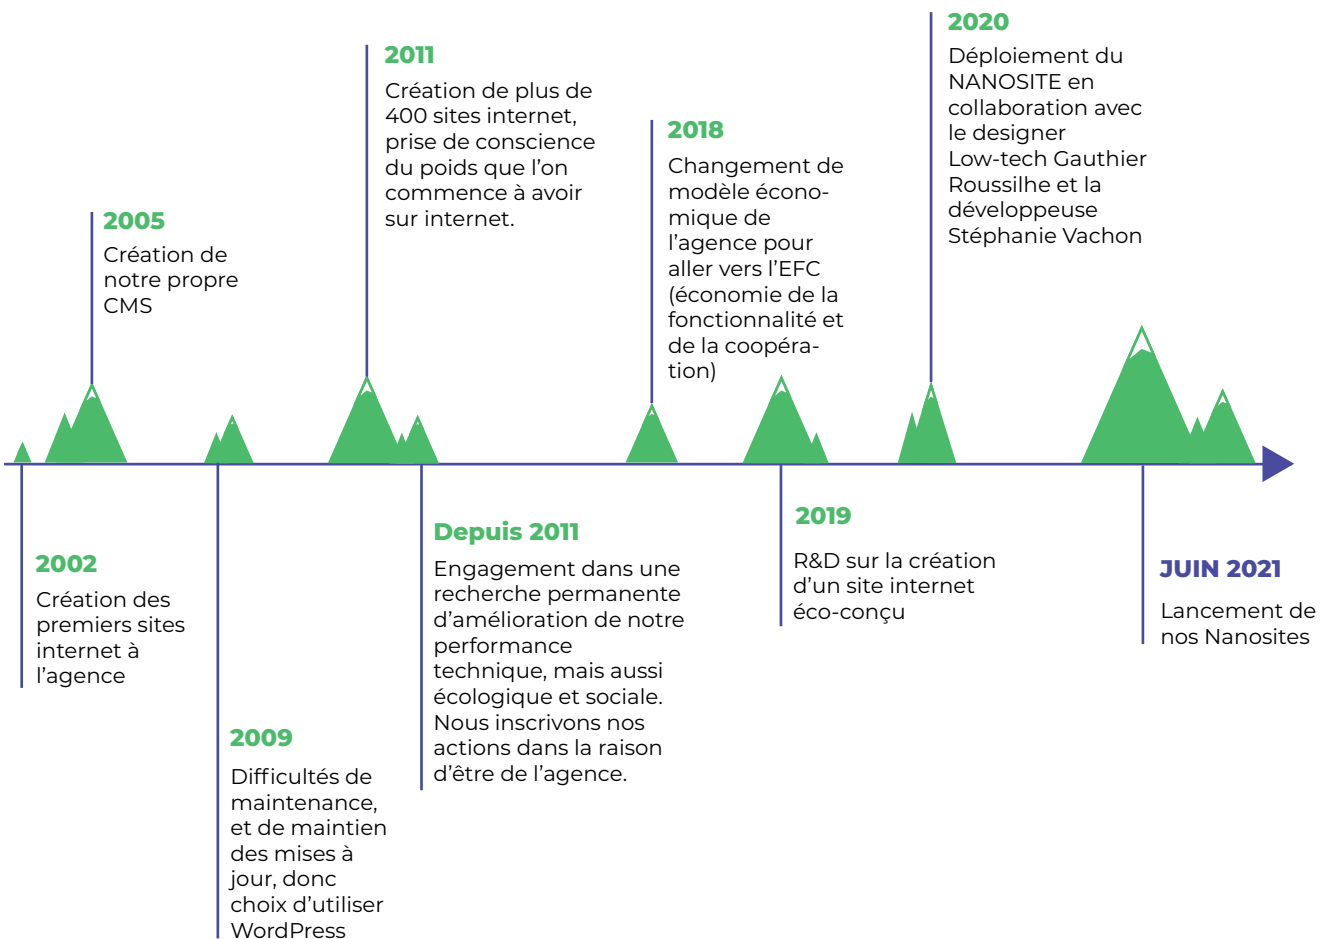 2002
Création des
premiers sites
internet à
l'agence
2005
Création de
notre propre
CMS
2009
Difficultés de
maintenance,
et de maintien
des mises à
jour, donc
choix d'utiliser
WordPress
2011
Création de plus de
400 sites internet,
prise de conscience
du poids que l'on
commence à avoir
sur internet.
Depuis 2011
Engagement dans une
recherche permanente
d'amélioration de notre
performance
technique, mais aussi
écologique et sociale.
Nous inscrivons nos
actions dans la raison
d'être de l'agence.
2018
Changement de
modèle écono-
mique de
l'agence pour
aller vers l'EFC
(économie de la
fonctionnalité et
de la coopéra-
tion)
2019
R&D sur la création
d'un site internet
éco-conçu
2020
Déploiement du
NANOSITE en
collaboration avec
le designer
Low-tech Gauthier
Roussilhe et la
développeuse
Stéphanie Vachon
JUIN 2021
Lancement de
nos Nanosites